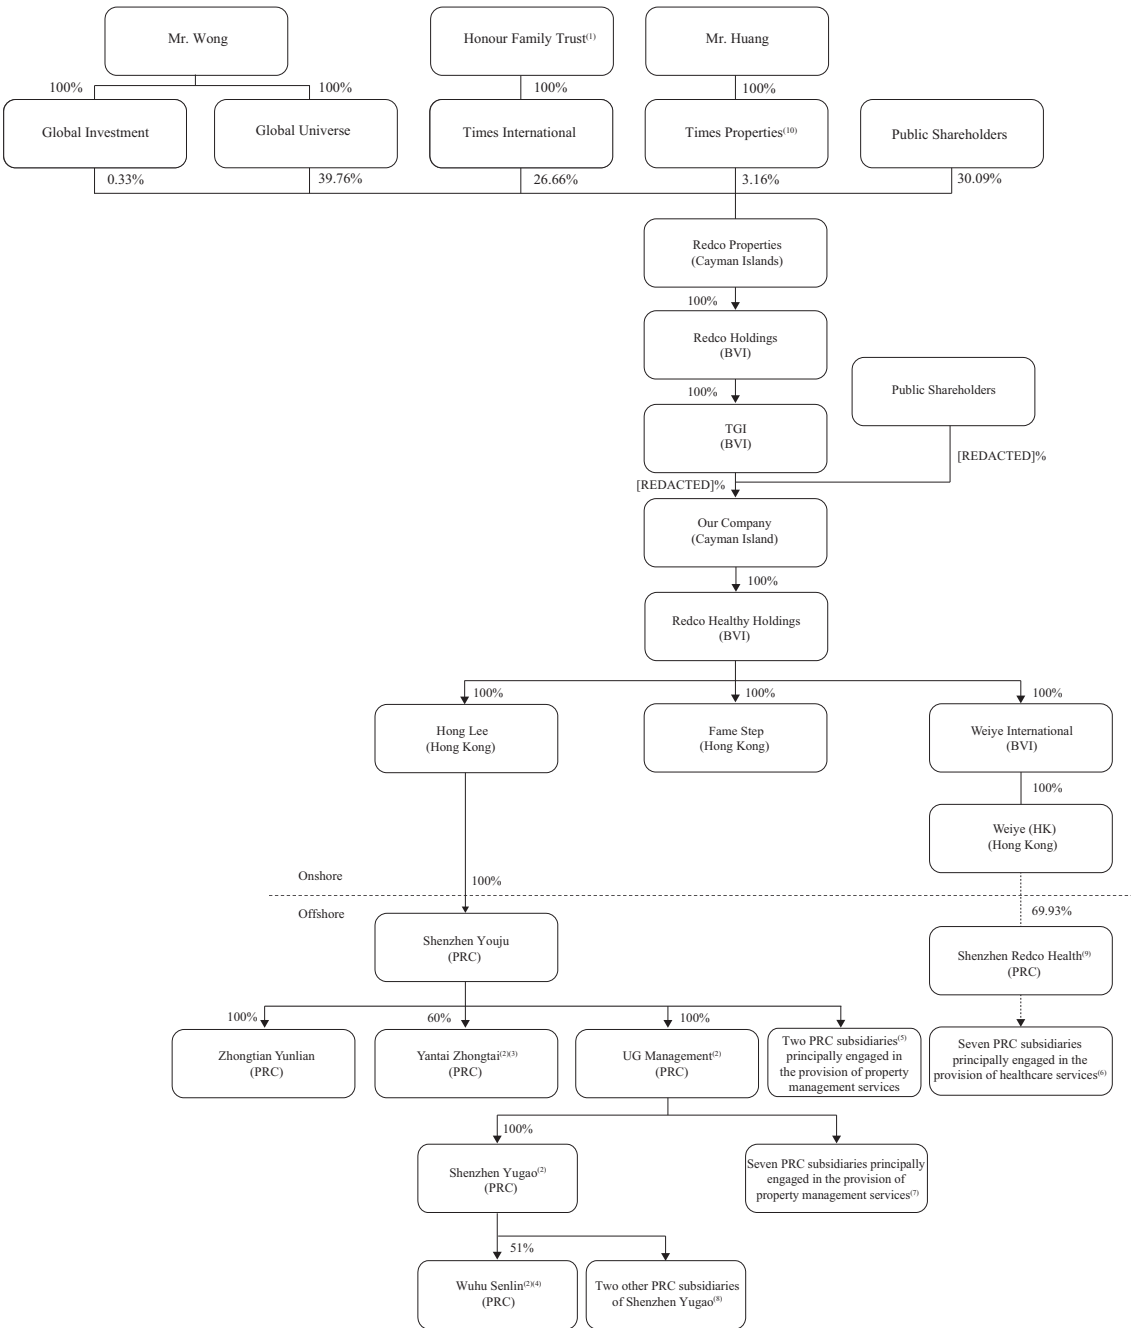 Mr. Wong
Honour Family Trust(1)
Mr. Huang
100%
100%
100%
100%
Global Investment
Global Universe
Times International
Times Properties(10)
Public Shareholders
0.33%
39.76%
26.66%
3.16%
30.09%
Redco Properties
(Cayman Islands)
100%
Redco Holdings
(BVI)
100%
Public Shareholders
TGI
(BVI)
[REDACTED]%
[REDACTED]%
Our Company
(Cayman Island)
100%
Redco Healthy Holdings
(BVI)
100%
100%
100%
Hong Lee
(Hong Kong)
Fame Step
(Hong Kong)
Weiye International
(BVI)
100%
Weiye (HK)
(Hong Kong)
Onshore
100%
Offshore
69.93%
Shenzhen Youju
(PRC)
Shenzhen Redco Health(9)
(PRC)
100%
60%
100%
Zhongtian Yunlian
(PRC)
Yantai Zhongtai(2)(3)
(PRC)
UG Management(2)
(PRC)
Two PRC subsidiaries(5)
principally engaged in
the provision of property
management services
Seven PRC subsidiaries
principally engaged in the
provision of healthcare services(6)
100%
Shenzhen Yugao(2)
(PRC)
Seven PRC subsidiaries principally
engaged in the provision of
property management services(7)
51%
Wuhu Senlin(2)(4)
(PRC)
Two other PRC subsidiaries
of Shenzhen Yugao(8)